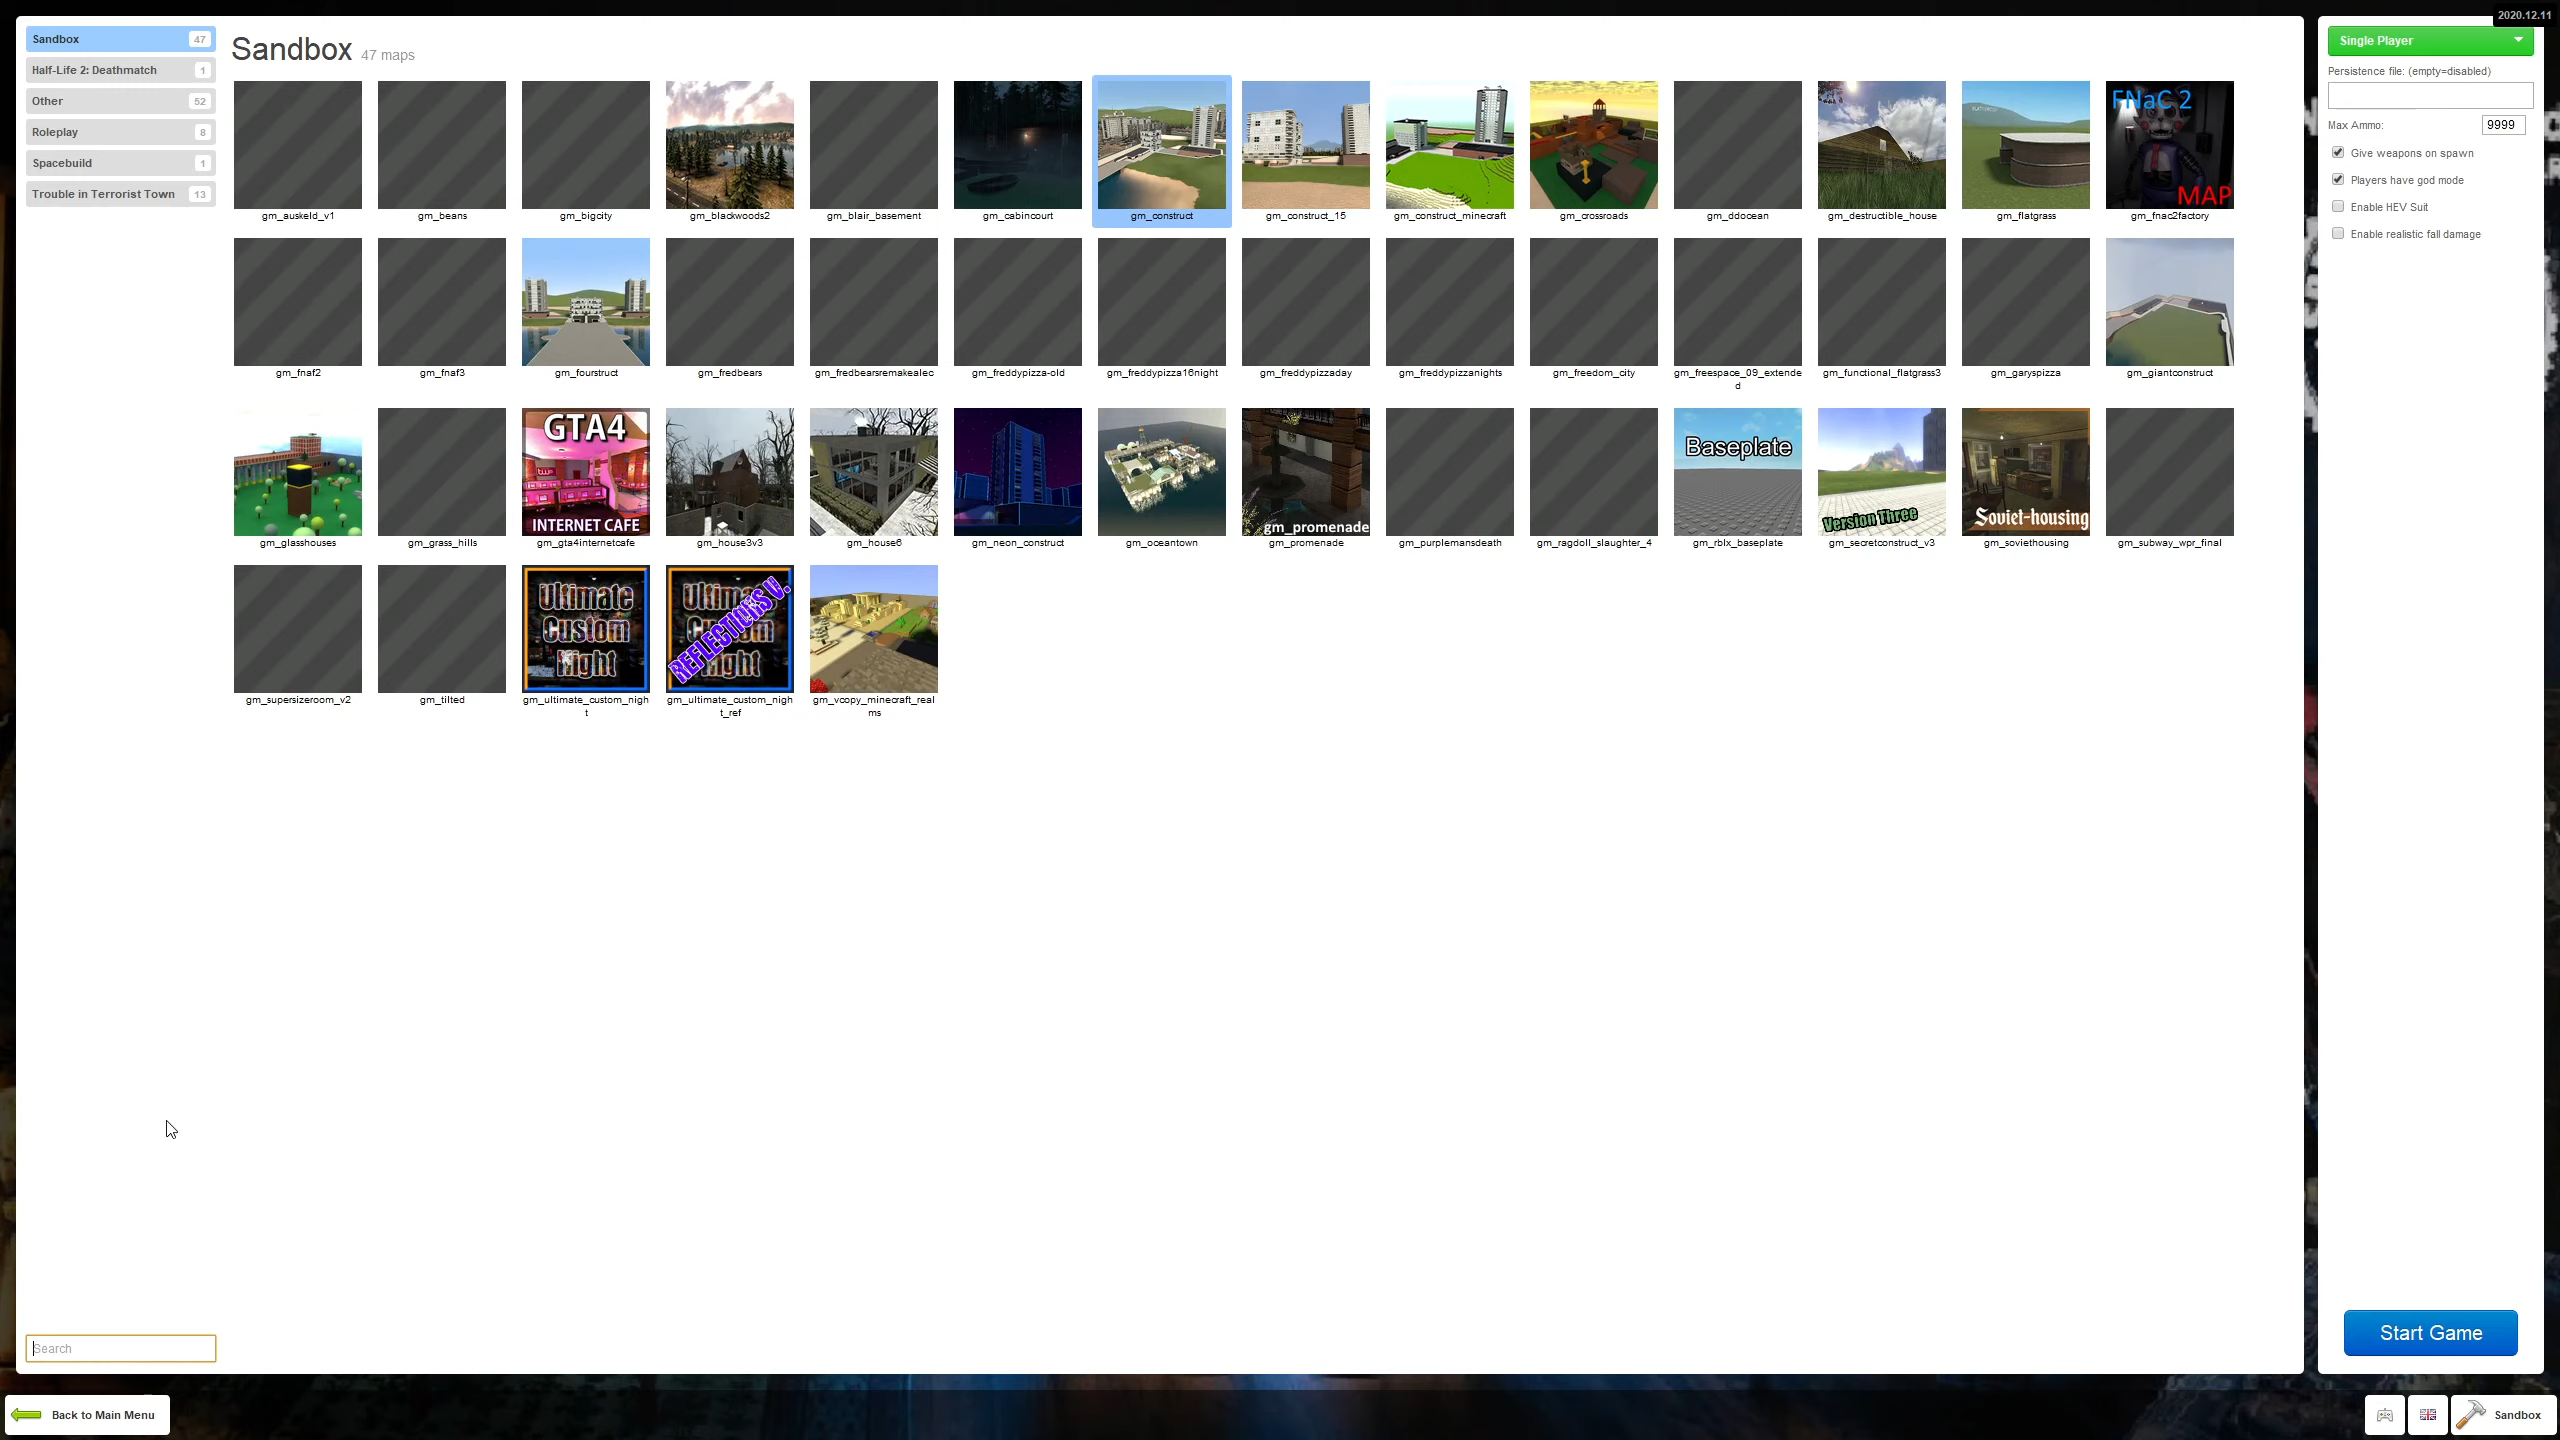 2020.12.11
Sandbox 47
Half-Life 2: Deathmatch 1
Other 52
Roleplay 8
Spacebuild 1
Trouble in Terrorist Town 13
Sandbox 47 maps
FNaC 2
MAP
gm_auskeld_v1
gm_beans
gm_bigcity
gm_blackwoods2
gm_blair_basement
gm_cabincourt
gm_construct
gm_construct_15
gm_construct_minecraft
gm_crossroads
gm_ddocean
gm_destructible_house
gm_flatgrass
gm_fnac2factory
gm_fnaf2
gm_fnaf3
gm_fourstruct
gm_fredbears
gm_fredbearsremakealec
gm_freddypizza-old
gm_freddypizza16night
gm_freddypizzaday
gm_freddypizzanights
gm_freedom_city
gm_freespace_09_extende
d
gm_functional_flatgrass3
gm_garyspizza
gm_giantconstruct
GTA4
INTERNET CAFE
gm_promenade
Baseplate
Version Three
Soviet-housing
gm_glasshouses
gm_grass_hills
gm_gta4internetcafe
gm_house3v3
gm_house6
gm_neon_construct
gm_oceantown
gm_promenade
gm_purplemansdeath
gm_ragdoll_slaughter_4
gm_rblx_baseplate
gm_secretconstruct_v3
gm_soviethousing
gm_subway_wpr_final
Ultimate
Custom
Night
Ultimate
Custom
Night
REFLECTIONS V.
gm_supersizeroom_v2
gm_tilted
gm_ultimate_custom_nigh
t
gm_ultimate_custom_nigh
t_ref
gm_vcopy_minecraft_real
ms
Search
Back to Main Menu
Single Player
Persistence file: (empty=disabled)
Max Ammo: 9999
Give weapons on spawn
Players have god mode
Enable HEV Suit
Enable realistic fall damage
Start Game
Sandbox